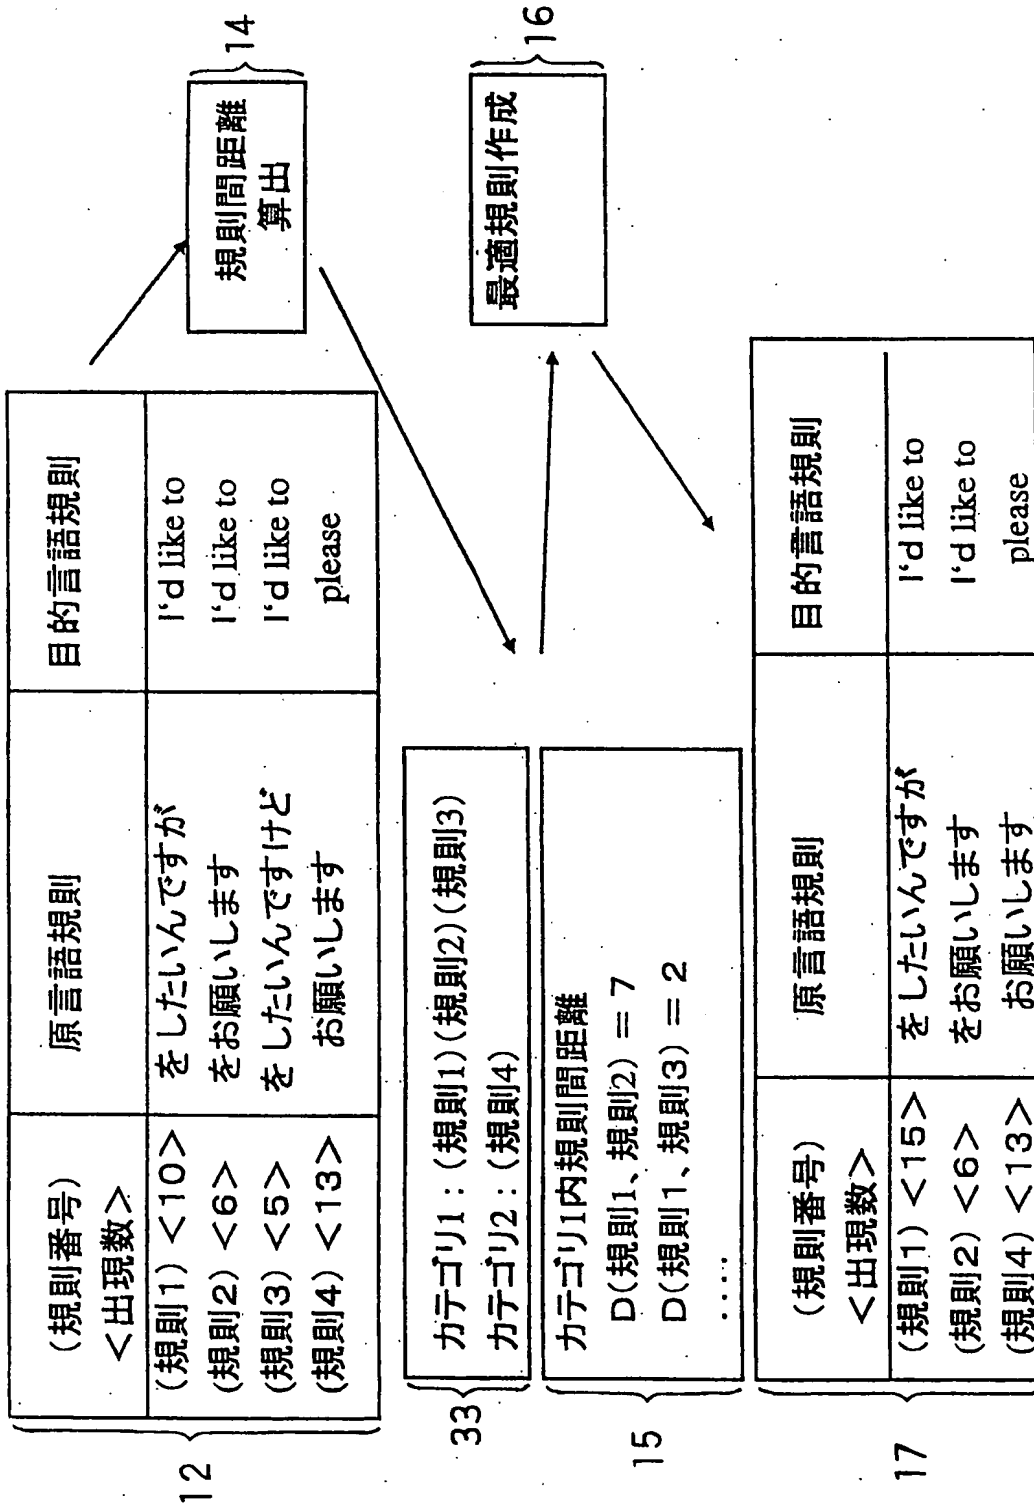 12
(規則番号) 原言語規則 目的言語規則
<出現数>
(規則1) <10> をしたいんですが I‘d like to
(規則2) <6> をお願いします I‘d like to
(規則3) <5> をしたいんですけど I‘d like to
(規則4) <13> お願いします please
規則間距離
算出
14
33
カテゴリ1:(規則1)(規則2)(規則3)
カテゴリ2:(規則4)
15
カテゴリ1内規則間距離
D(規則1、規則2)=7
D(規則1、規則3)=2
‥‥
最適規則作成
16
17
(規則番号) 原言語規則 目的言語規則
<出現数>
(規則1) <15> をしたいんですが I‘d like to
(規則2) <6> をお願いします I‘d like to
(規則4) <13> お願いします please